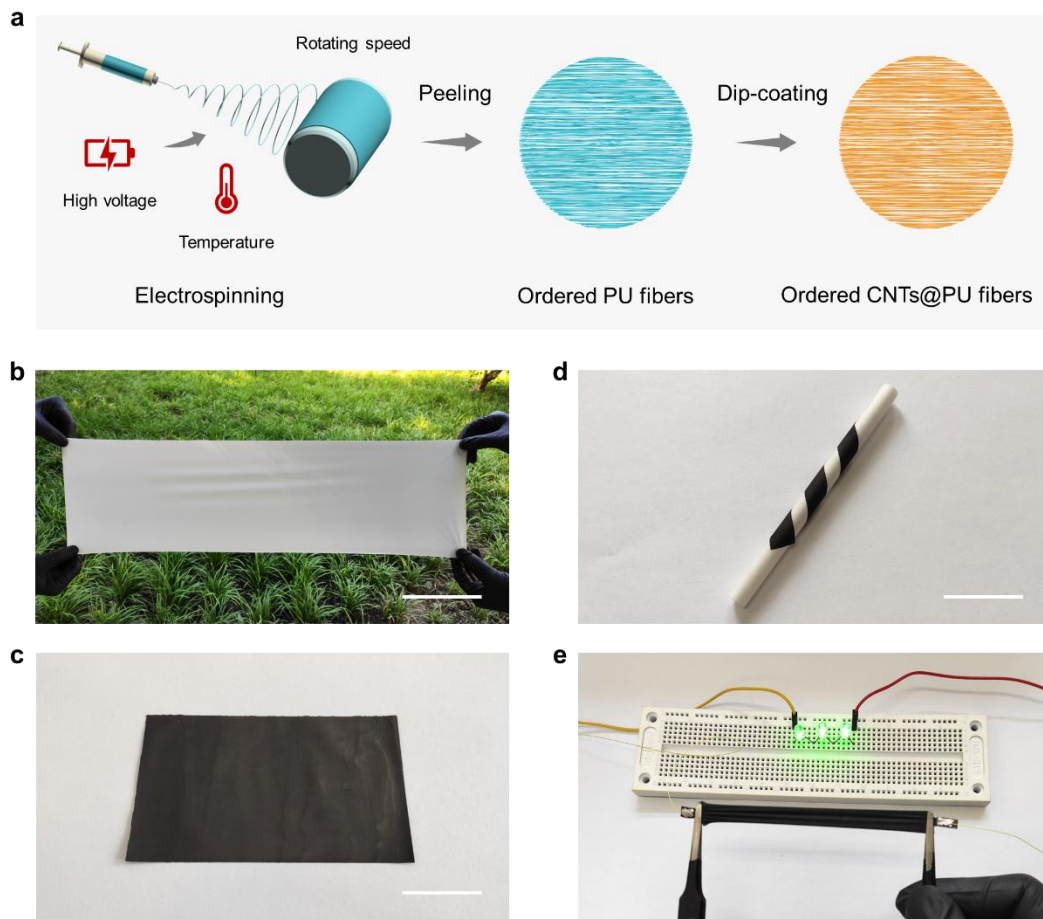 a
Rotating speed
Peeling
Dip-coating
High voltage
Temperature
Electrospinning
Ordered PU fibers
Ordered CNTs@PU fibers
b
d
c
e